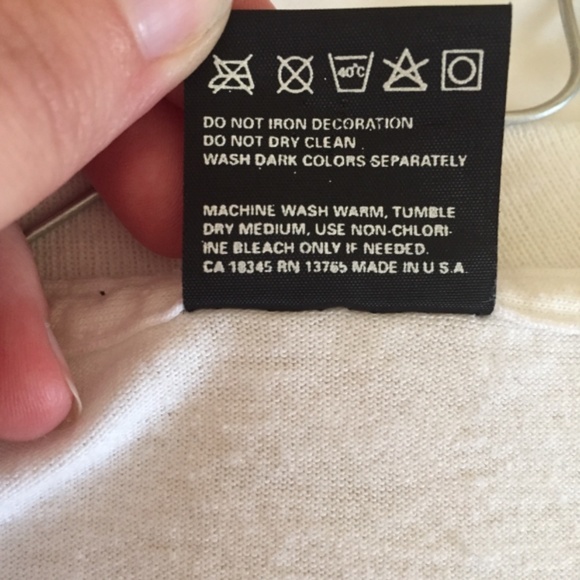 40°C
DO NOT IRON DECORATION
DO NOT DRY CLEAN
WASH DARK COLORS SEPARATELY
MACHINE WASH WARM, TUMBLE
DRY MEDIUM, USE NON-CHLORI-
INE BLEACH ONLY IF NEEDED.
CA 18345 RN 13765 MADE IN U.S.A.